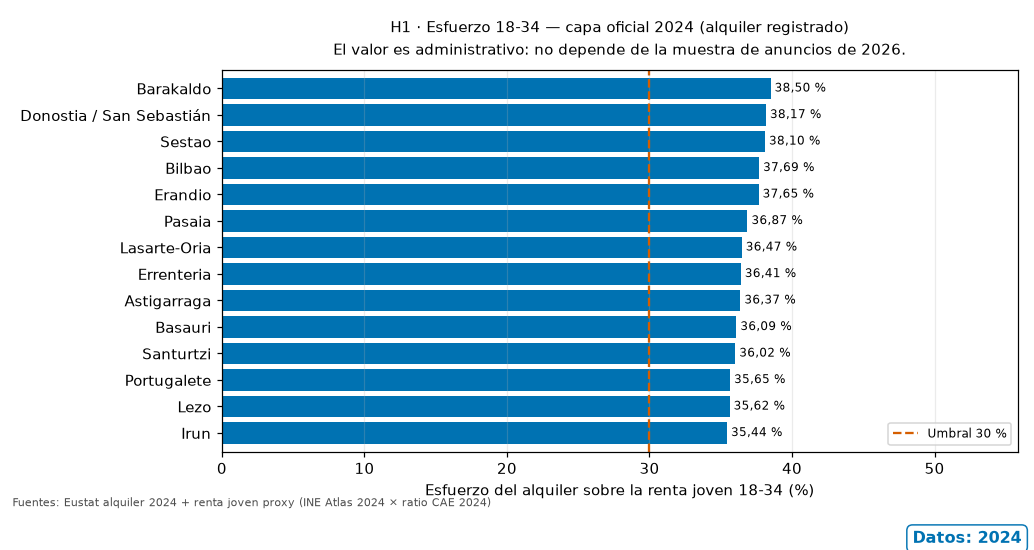 H1 · Esfuerzo 18-34 — capa oficial 2024 (alquiler registrado)
El valor es administrativo: no depende de la muestra de anuncios de 2026.
Barakaldo 38,50 %
Donostia / San Sebastián 38,17 %
Sestao 38,10 %
Bilbao 37,69 %
Erandio 37,65 %
Pasaia 36,87 %
Lasarte-Oria 36,47 %
Errenteria 36,41 %
Astigarraga 36,37 %
Basauri 36,09 %
Santurtzi 36,02 %
Portugalete 35,65 %
Lezo 35,62 %
Irun 35,44 %
Umbral 30 %
0 10 20 30 40 50
Esfuerzo del alquiler sobre la renta joven 18-34 (%)
Fuentes: Eustat alquiler 2024 + renta joven proxy (INE Atlas 2024 × ratio CAE 2024)
Datos: 2024